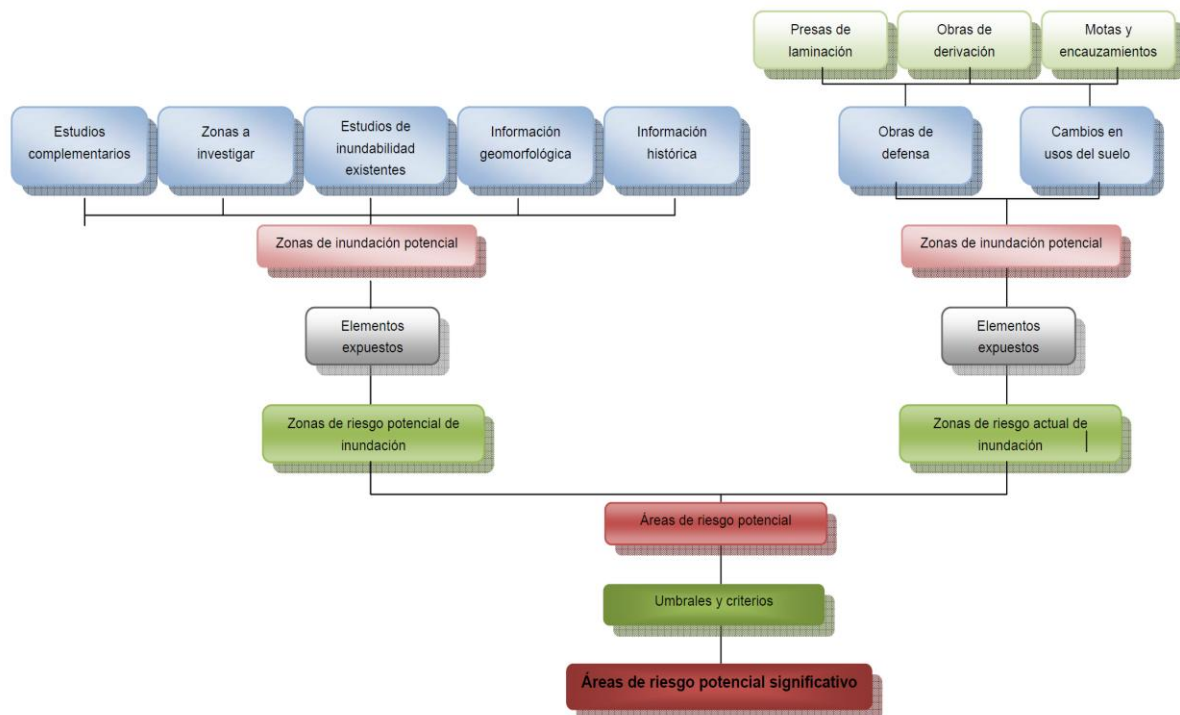 Presas de
laminación
Obras de
derivación
Motas y
encauzamientos
Estudios
complementarios
Zonas a
investigar
Estudios de
inundabilidad
existentes
Información
geomorfológica
Información
histórica
Obras de
defensa
Cambios en
usos del suelo
Zonas de inundación potencial
Zonas de inundación potencial
Elementos
expuestos
Elementos
expuestos
Zonas de riesgo potencial de
inundación
Zonas de riesgo actual de
inundación
Áreas de riesgo potencial
Umbrales y criterios
Áreas de riesgo potencial significativo